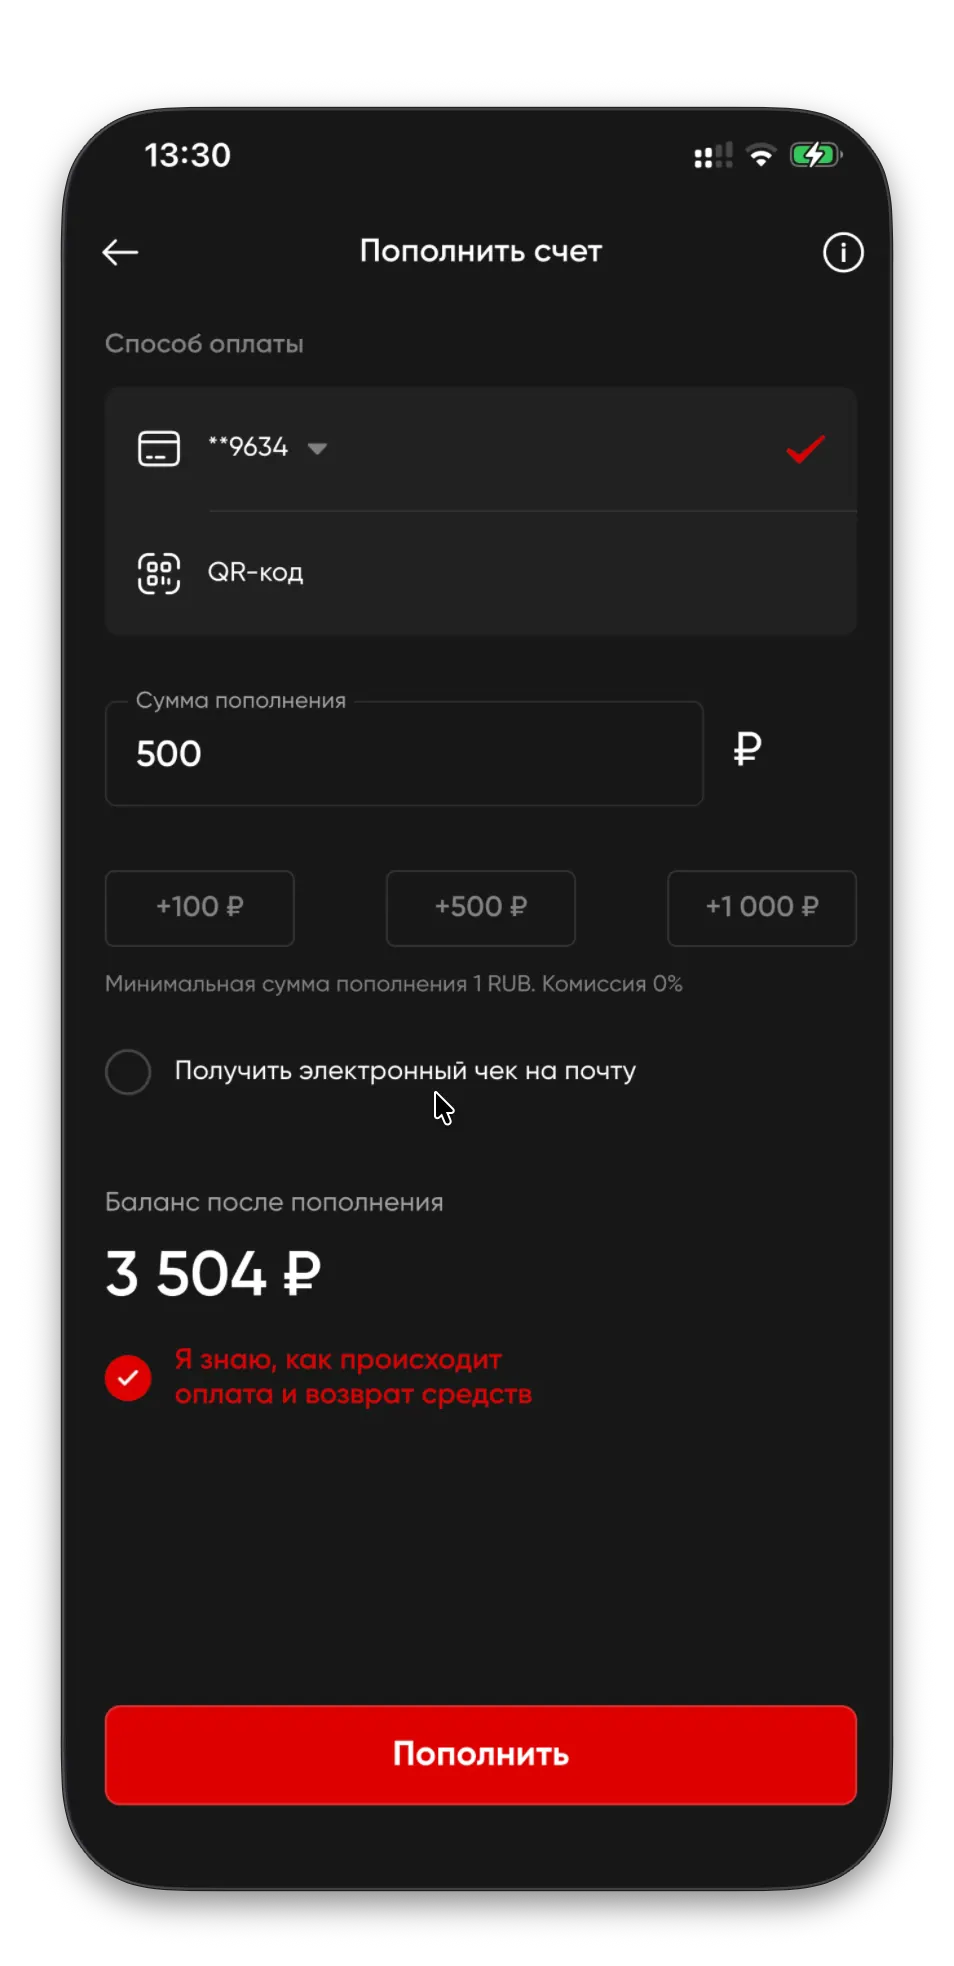 13:30
Пополнить счет
Способ оплаты
**9634
QR-код
Сумма пополнения
500
₽
+100 ₽
+500 ₽
+1 000 ₽
Минимальная сумма пополнения 1 RUB. Комиссия 0%
Получить электронный чек на почту
Баланс после пополнения
3 504 ₽
Я знаю, как происходит
оплата и возврат средств
Пополнить